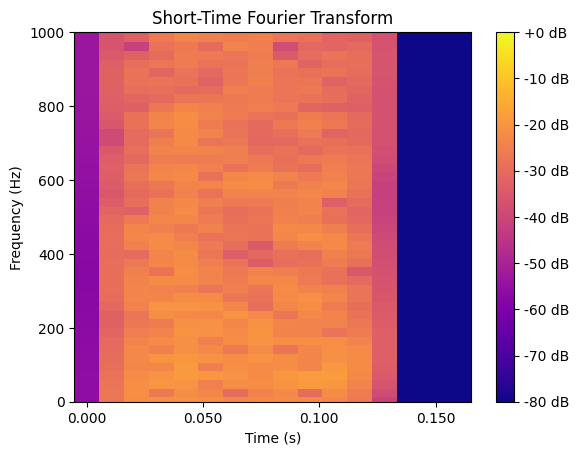 Short-Time Fourier Transform
Frequency (Hz)
1000
800
600
400
200
0
0.000
0.050
0.100
0.150
Time (s)
+0 dB
-10 dB
-20 dB
-30 dB
-40 dB
-50 dB
-60 dB
-70 dB
-80 dB